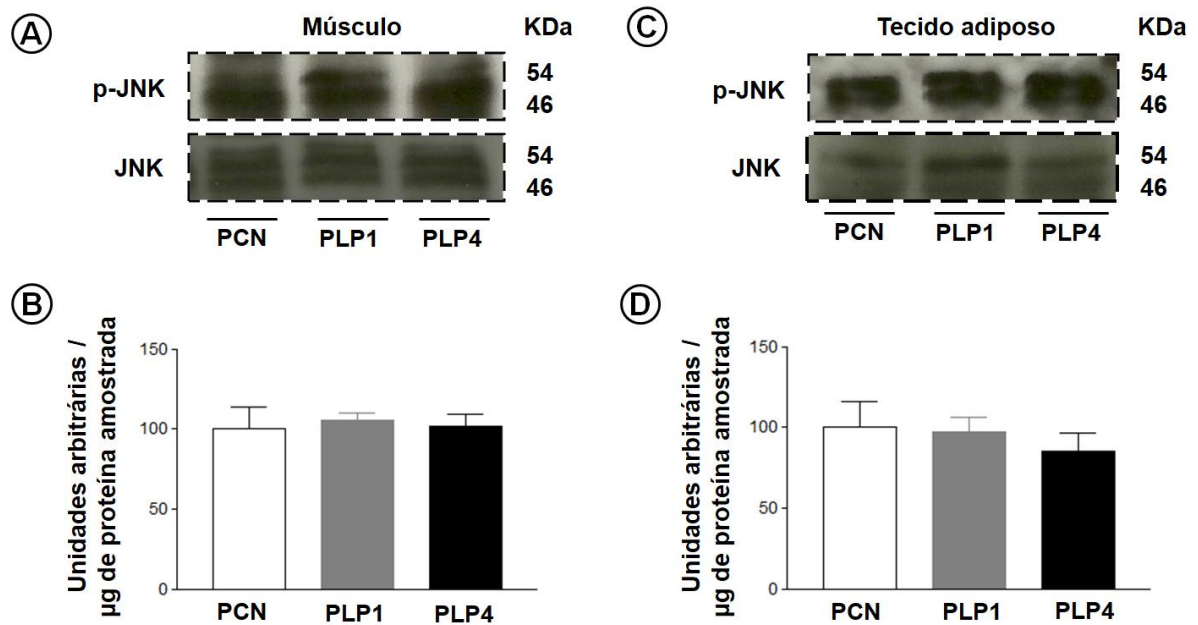 A
Músculo
KDa
p-JNK
54
46
JNK
54
46
PCN PLP1 PLP4
C
Tecido adiposo
KDa
p-JNK
54
46
JNK
54
46
PCN PLP1 PLP4
B
Unidades arbitrárias /
µg de proteína amostrada
150
100
50
0
PCN PLP1 PLP4
D
Unidades arbitrárias /
µg de proteína amostrada
150
100
50
0
PCN PLP1 PLP4